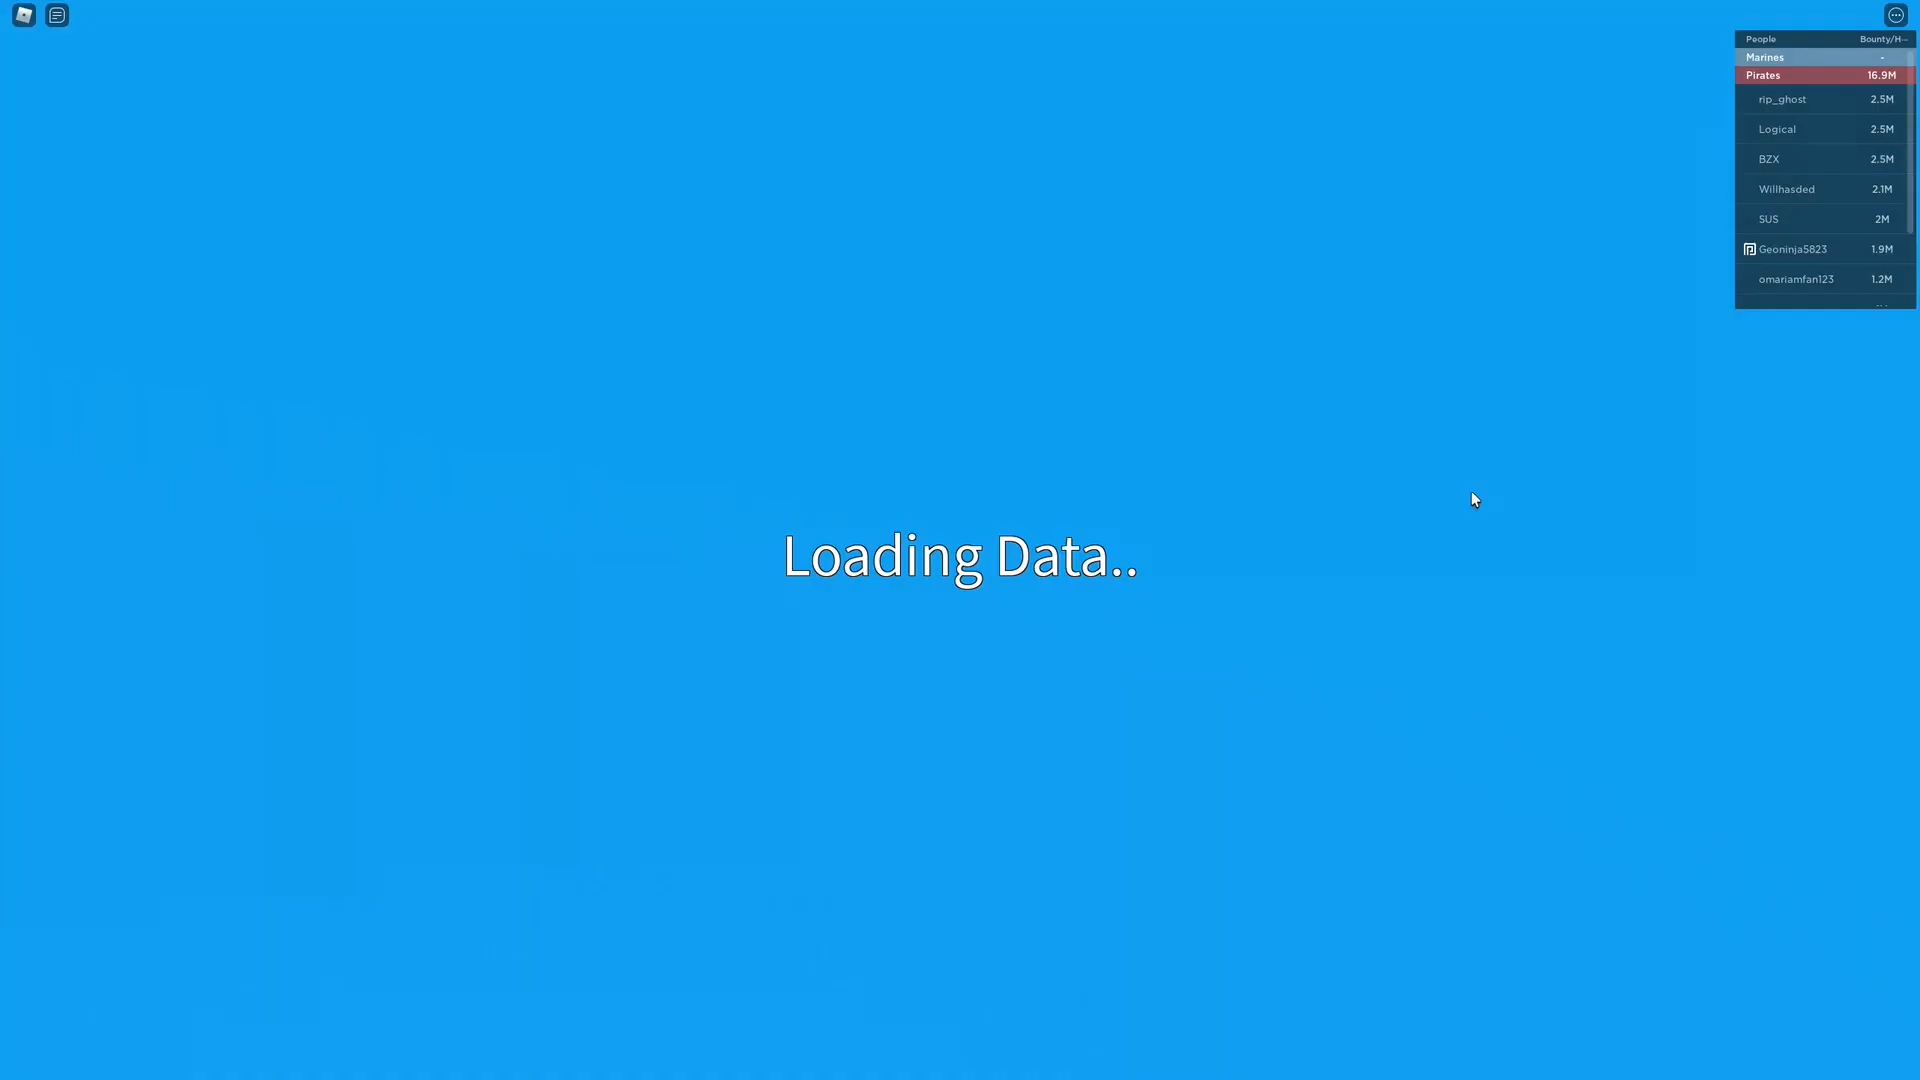 People Bounty/H...
Marines -
Pirates 16.9M
rip_ghost 2.5M
Logical 2.5M
BZX 2.5M
Willhasded 2.1M
SUS 2M
Geoninja5823 1.9M
omariamfan123 1.2M
Loading Data..